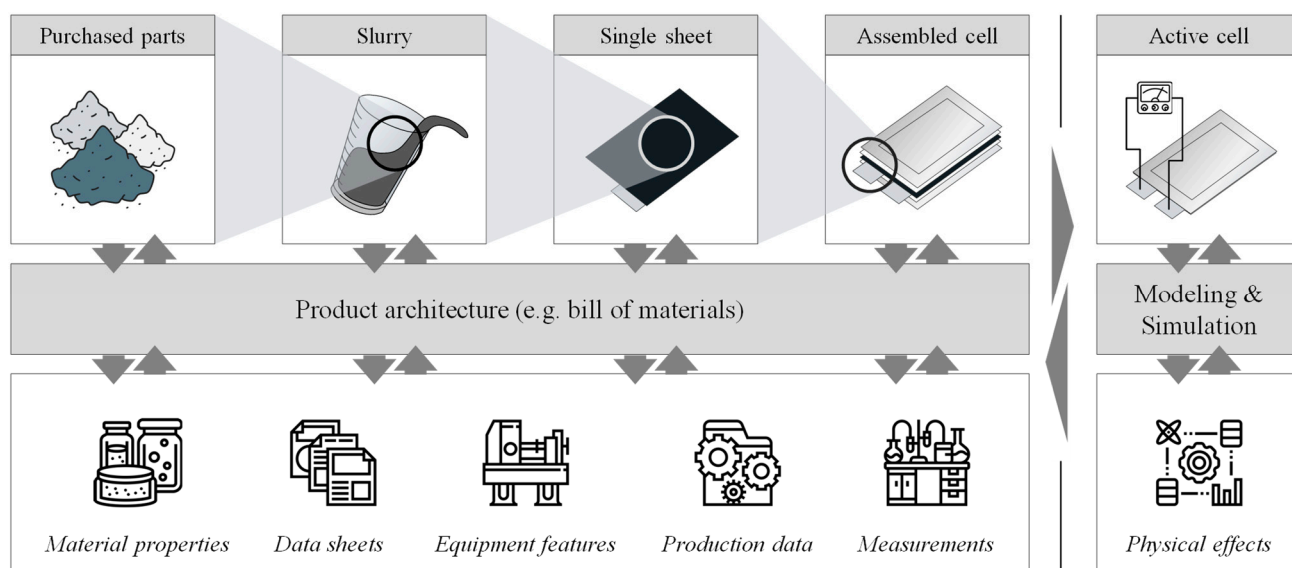 Purchased parts
Slurry
Single sheet
Assembled cell
Active cell
Product architecture (e.g. bill of materials)
Modeling &
Simulation
Material properties
Data sheets
Equipment features
Production data
Measurements
Physical effects